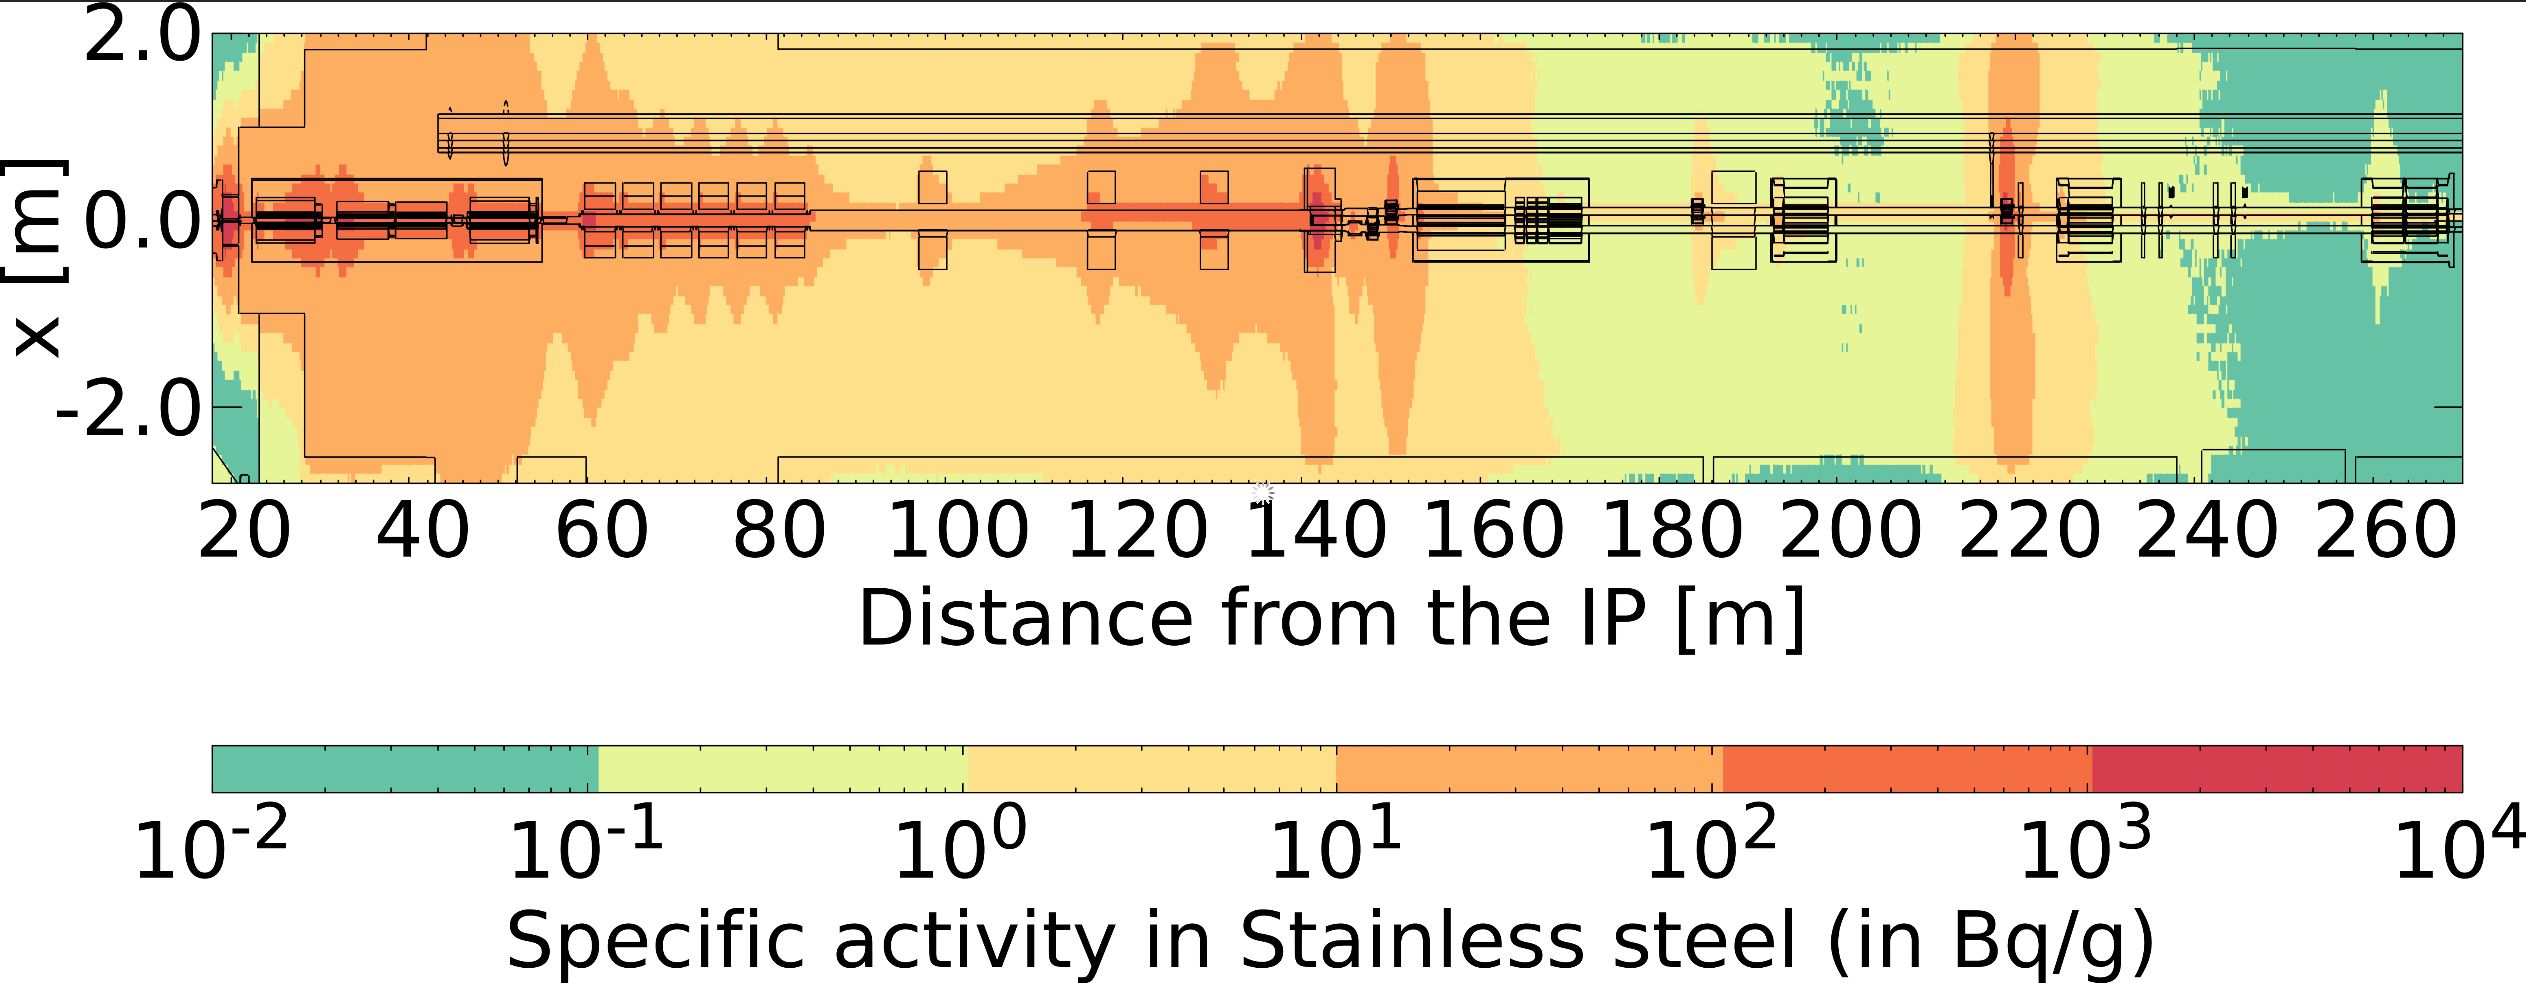 2.0
0.0
-2.0
x [m]
20 40 60 80 100 120 140 160 180 200 220 240 260
Distance from the IP [m]
10-2 10-1 100 101 102 103 104
Specific activity in Stainless steel (in Bq/g)